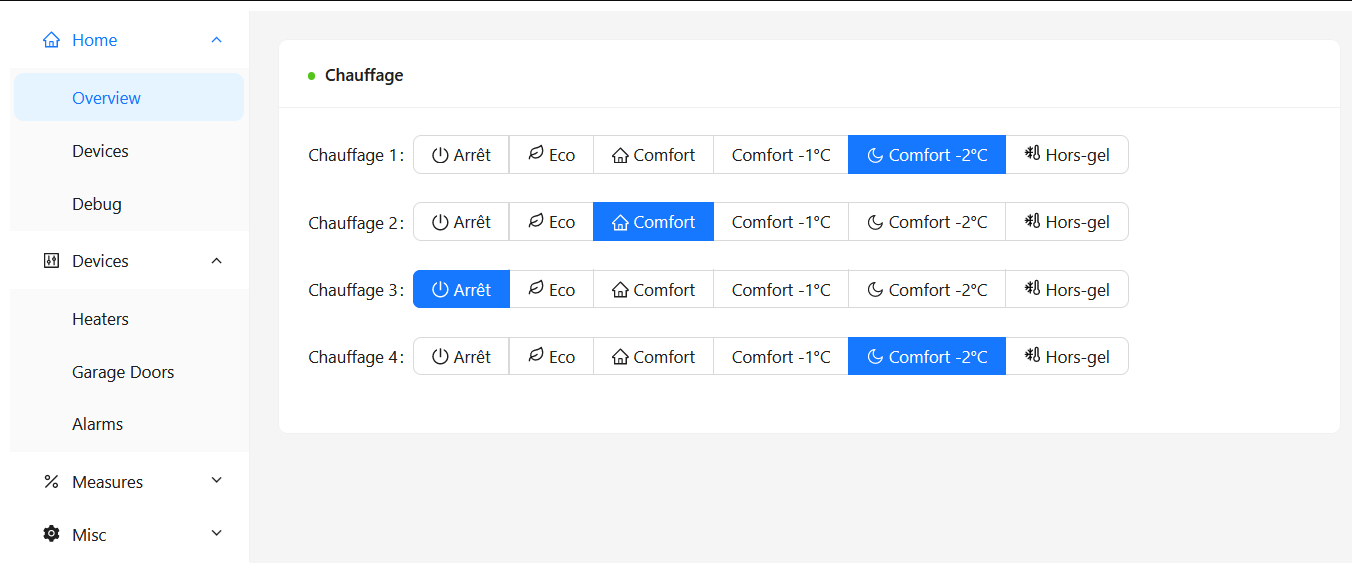 Home
Overview
Devices
Debug
Devices
Heaters
Garage Doors
Alarms
Measures
Misc
Chauffage
Chauffage 1 : Arrêt Eco Comfort Comfort -1°C Comfort -2°C Hors-gel
Chauffage 2 : Arrêt Eco Comfort Comfort -1°C Comfort -2°C Hors-gel
Chauffage 3 : Arrêt Eco Comfort Comfort -1°C Comfort -2°C Hors-gel
Chauffage 4 : Arrêt Eco Comfort Comfort -1°C Comfort -2°C Hors-gel